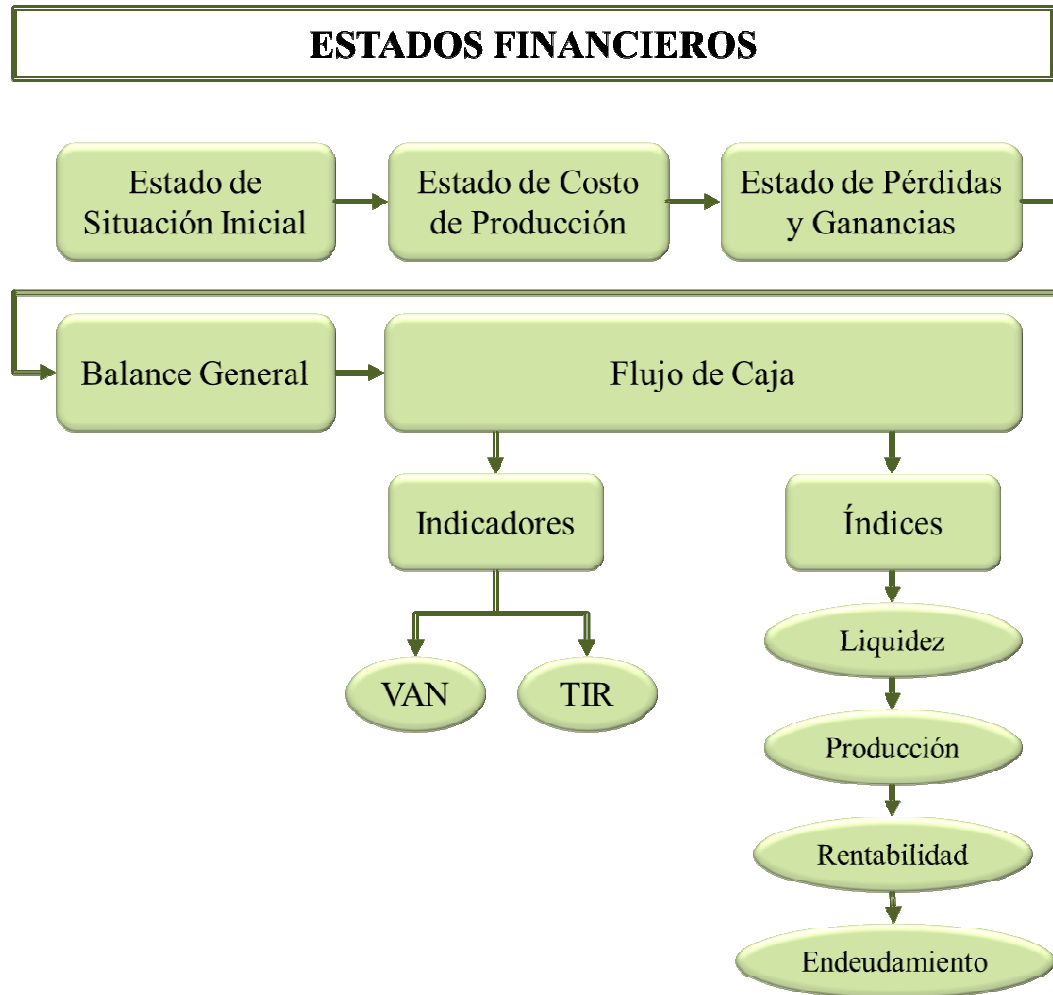 ESTADOS FINANCIEROS
Estado de
Situación Inicial
Estado de Costo
de Producción
Estado de Pérdidas
y Ganancias
Balance General
Flujo de Caja
Indicadores
Índices
VAN
TIR
Liquidez
Producción
Rentabilidad
Endeudamiento